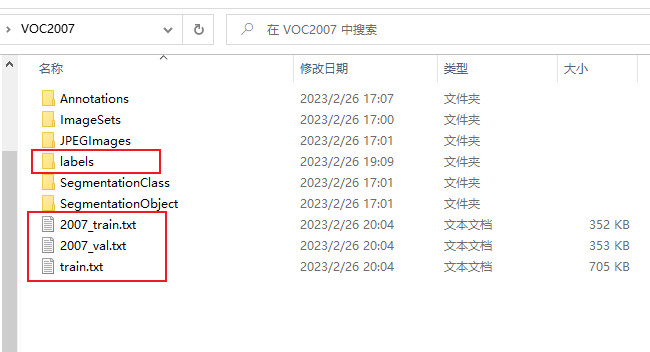 VOC2007
在 VOC2007 中搜索
名称 修改日期 类型 大小
Annotations 2023/2/26 17:07 文件夹
ImageSets 2023/2/26 17:00 文件夹
JPEGImages 2023/2/26 17:01 文件夹
labels 2023/2/26 19:09 文件夹
SegmentationClass 2023/2/26 17:01 文件夹
SegmentationObject 2023/2/26 17:01 文件夹
2007_train.txt 2023/2/26 20:04 文本文档 352 KB
2007_val.txt 2023/2/26 20:04 文本文档 353 KB
train.txt 2023/2/26 20:04 文本文档 705 KB